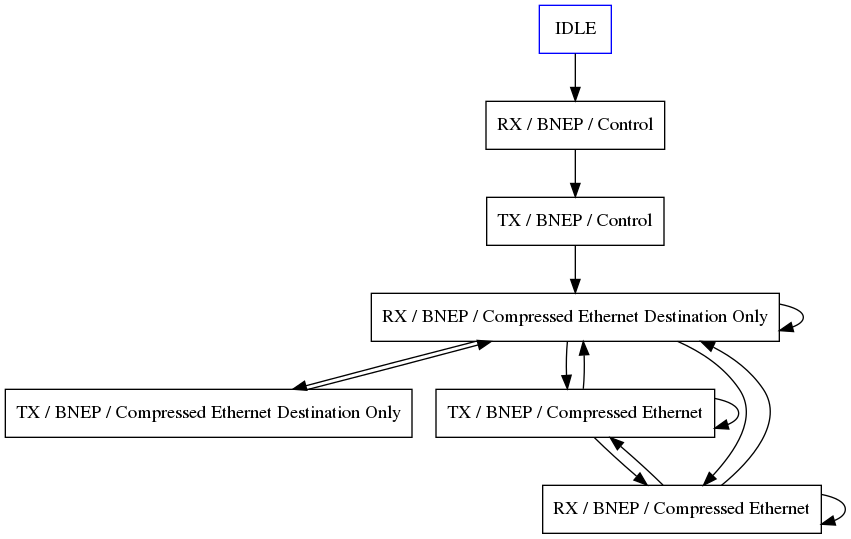 IDLE
RX / BNEP / Control
TX / BNEP / Control
RX / BNEP / Compressed Ethernet Destination Only
TX / BNEP / Compressed Ethernet Destination Only
TX / BNEP / Compressed Ethernet
RX / BNEP / Compressed Ethernet